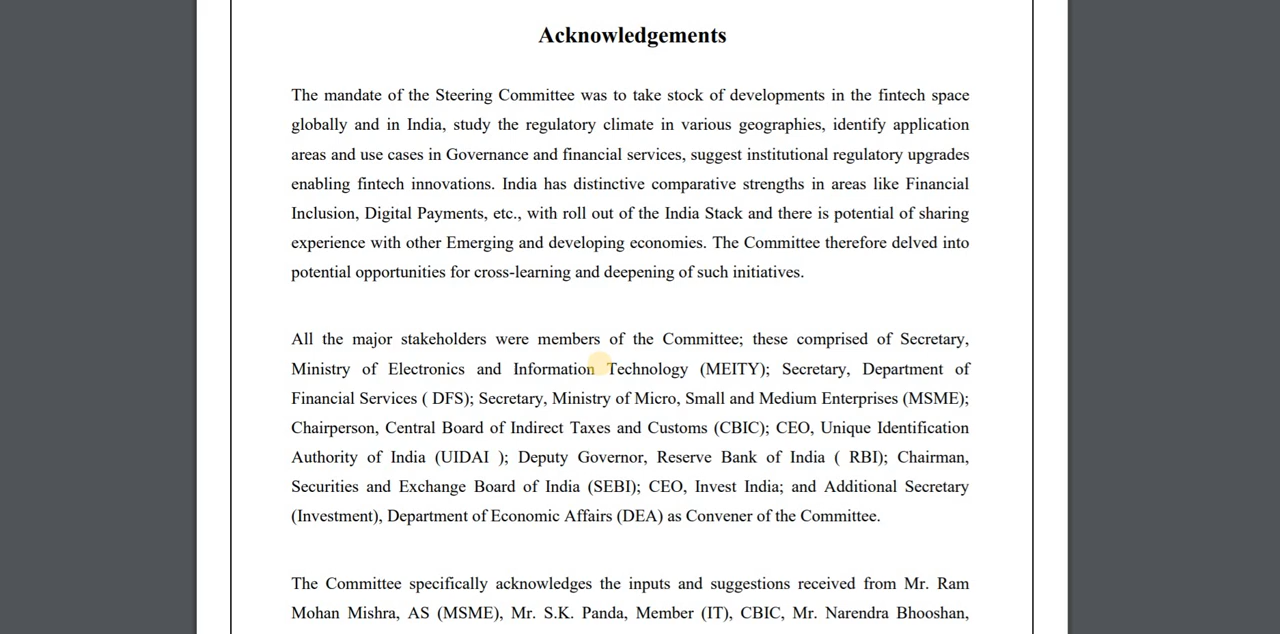 Acknowledgements
The mandate of the Steering Committee was to take stock of developments in the fintech space
globally and in India, study the regulatory climate in various geographies, identify application
areas and use cases in Governance and financial services, suggest institutional regulatory upgrades
enabling fintech innovations. India has distinctive comparative strengths in areas like Financial
Inclusion, Digital Payments, etc., with roll out of the India Stack and there is potential of sharing
experience with other Emerging and developing economies. The Committee therefore delved into
potential opportunities for cross-learning and deepening of such initiatives.
All the major stakeholders were members of the Committee; these comprised of Secretary,
Ministry of Electronics and Information Technology (MEITY); Secretary, Department of
Financial Services ( DFS); Secretary, Ministry of Micro, Small and Medium Enterprises (MSME);
Chairperson, Central Board of Indirect Taxes and Customs (CBIC); CEO, Unique Identification
Authority of India (UIDAI ); Deputy Governor, Reserve Bank of India ( RBI); Chairman,
Securities and Exchange Board of India (SEBI); CEO, Invest India; and Additional Secretary
(Investment), Department of Economic Affairs (DEA) as Convener of the Committee.
The Committee specifically acknowledges the inputs and suggestions received from Mr. Ram
Mohan Mishra, AS (MSME), Mr. S.K. Panda, Member (IT), CBIC, Mr. Narendra Bhooshan,